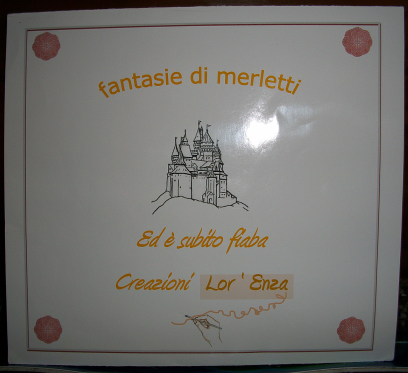 fantasie di merletti
Ed è subito fiaba
Creazioni Lor'Enza